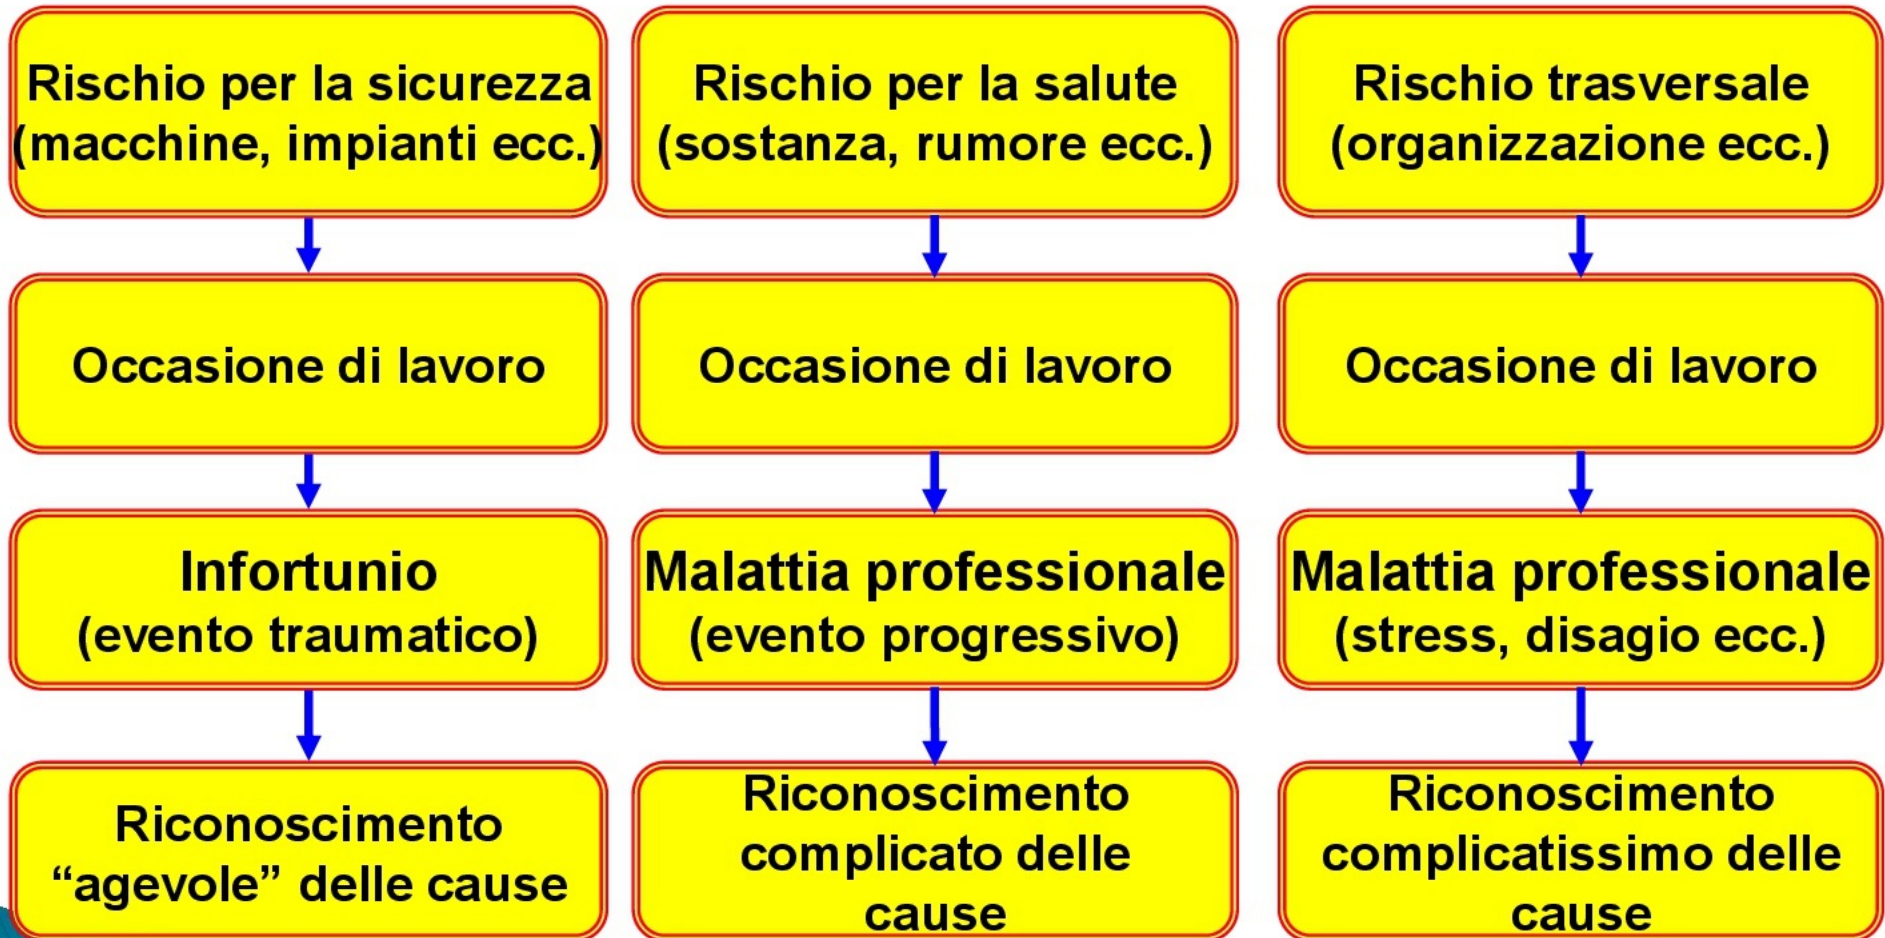 Rischio per la sicurezza
(macchine, impianti ecc.)
Rischio per la salute
(sostanza, rumore ecc.)
Rischio trasversale
(organizzazione ecc.)
Occasione di lavoro
Occasione di lavoro
Occasione di lavoro
Infortunio
(evento traumatico)
Malattia professionale
(evento progressivo)
Malattia professionale
(stress, disagio ecc.)
Riconoscimento
“agevole” delle cause
Riconoscimento
complicato delle
cause
Riconoscimento
complicatissimo delle
cause